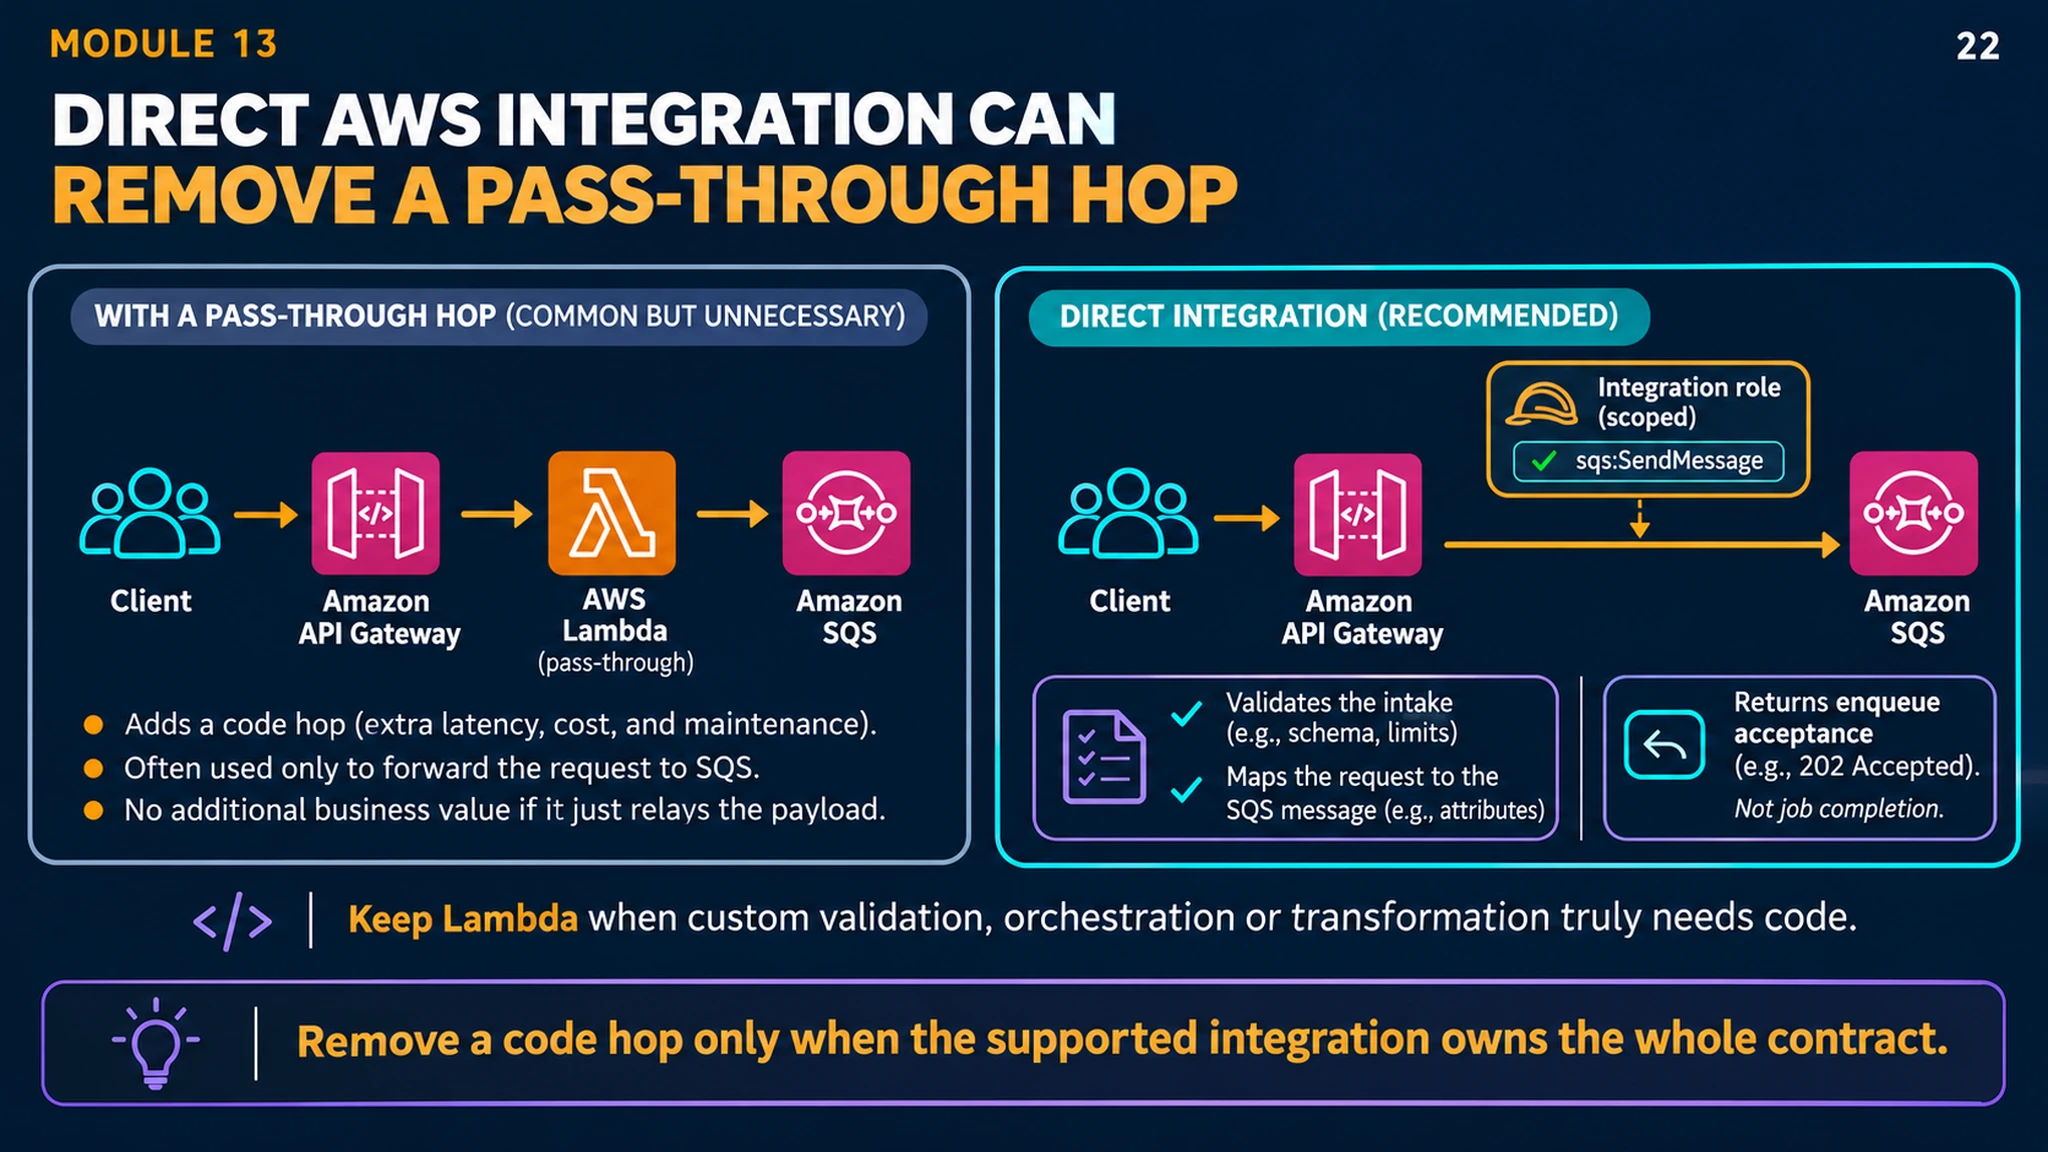 MODULE 13
22
DIRECT AWS INTEGRATION CAN
REMOVE A PASS-THROUGH HOP
WITH A PASS-THROUGH HOP (COMMON BUT UNNECESSARY)
Client
Amazon
API Gateway
AWS
Lambda
(pass-through)
Amazon
SQS
Adds a code hop (extra latency, cost, and maintenance).
Often used only to forward the request to SQS.
No additional business value if it just relays the payload.
DIRECT INTEGRATION (RECOMMENDED)
Integration role
(scoped)
sqs:SendMessage
Client
Amazon
API Gateway
Amazon
SQS
Validates the intake
(e.g., schema, limits)
Maps the request to the
SQS message (e.g., attributes)
Returns enqueue
acceptance
(e.g., 202 Accepted).
Not job completion.
</> Keep Lambda when custom validation, orchestration or transformation truly needs code.
Remove a code hop only when the supported integration owns the whole contract.